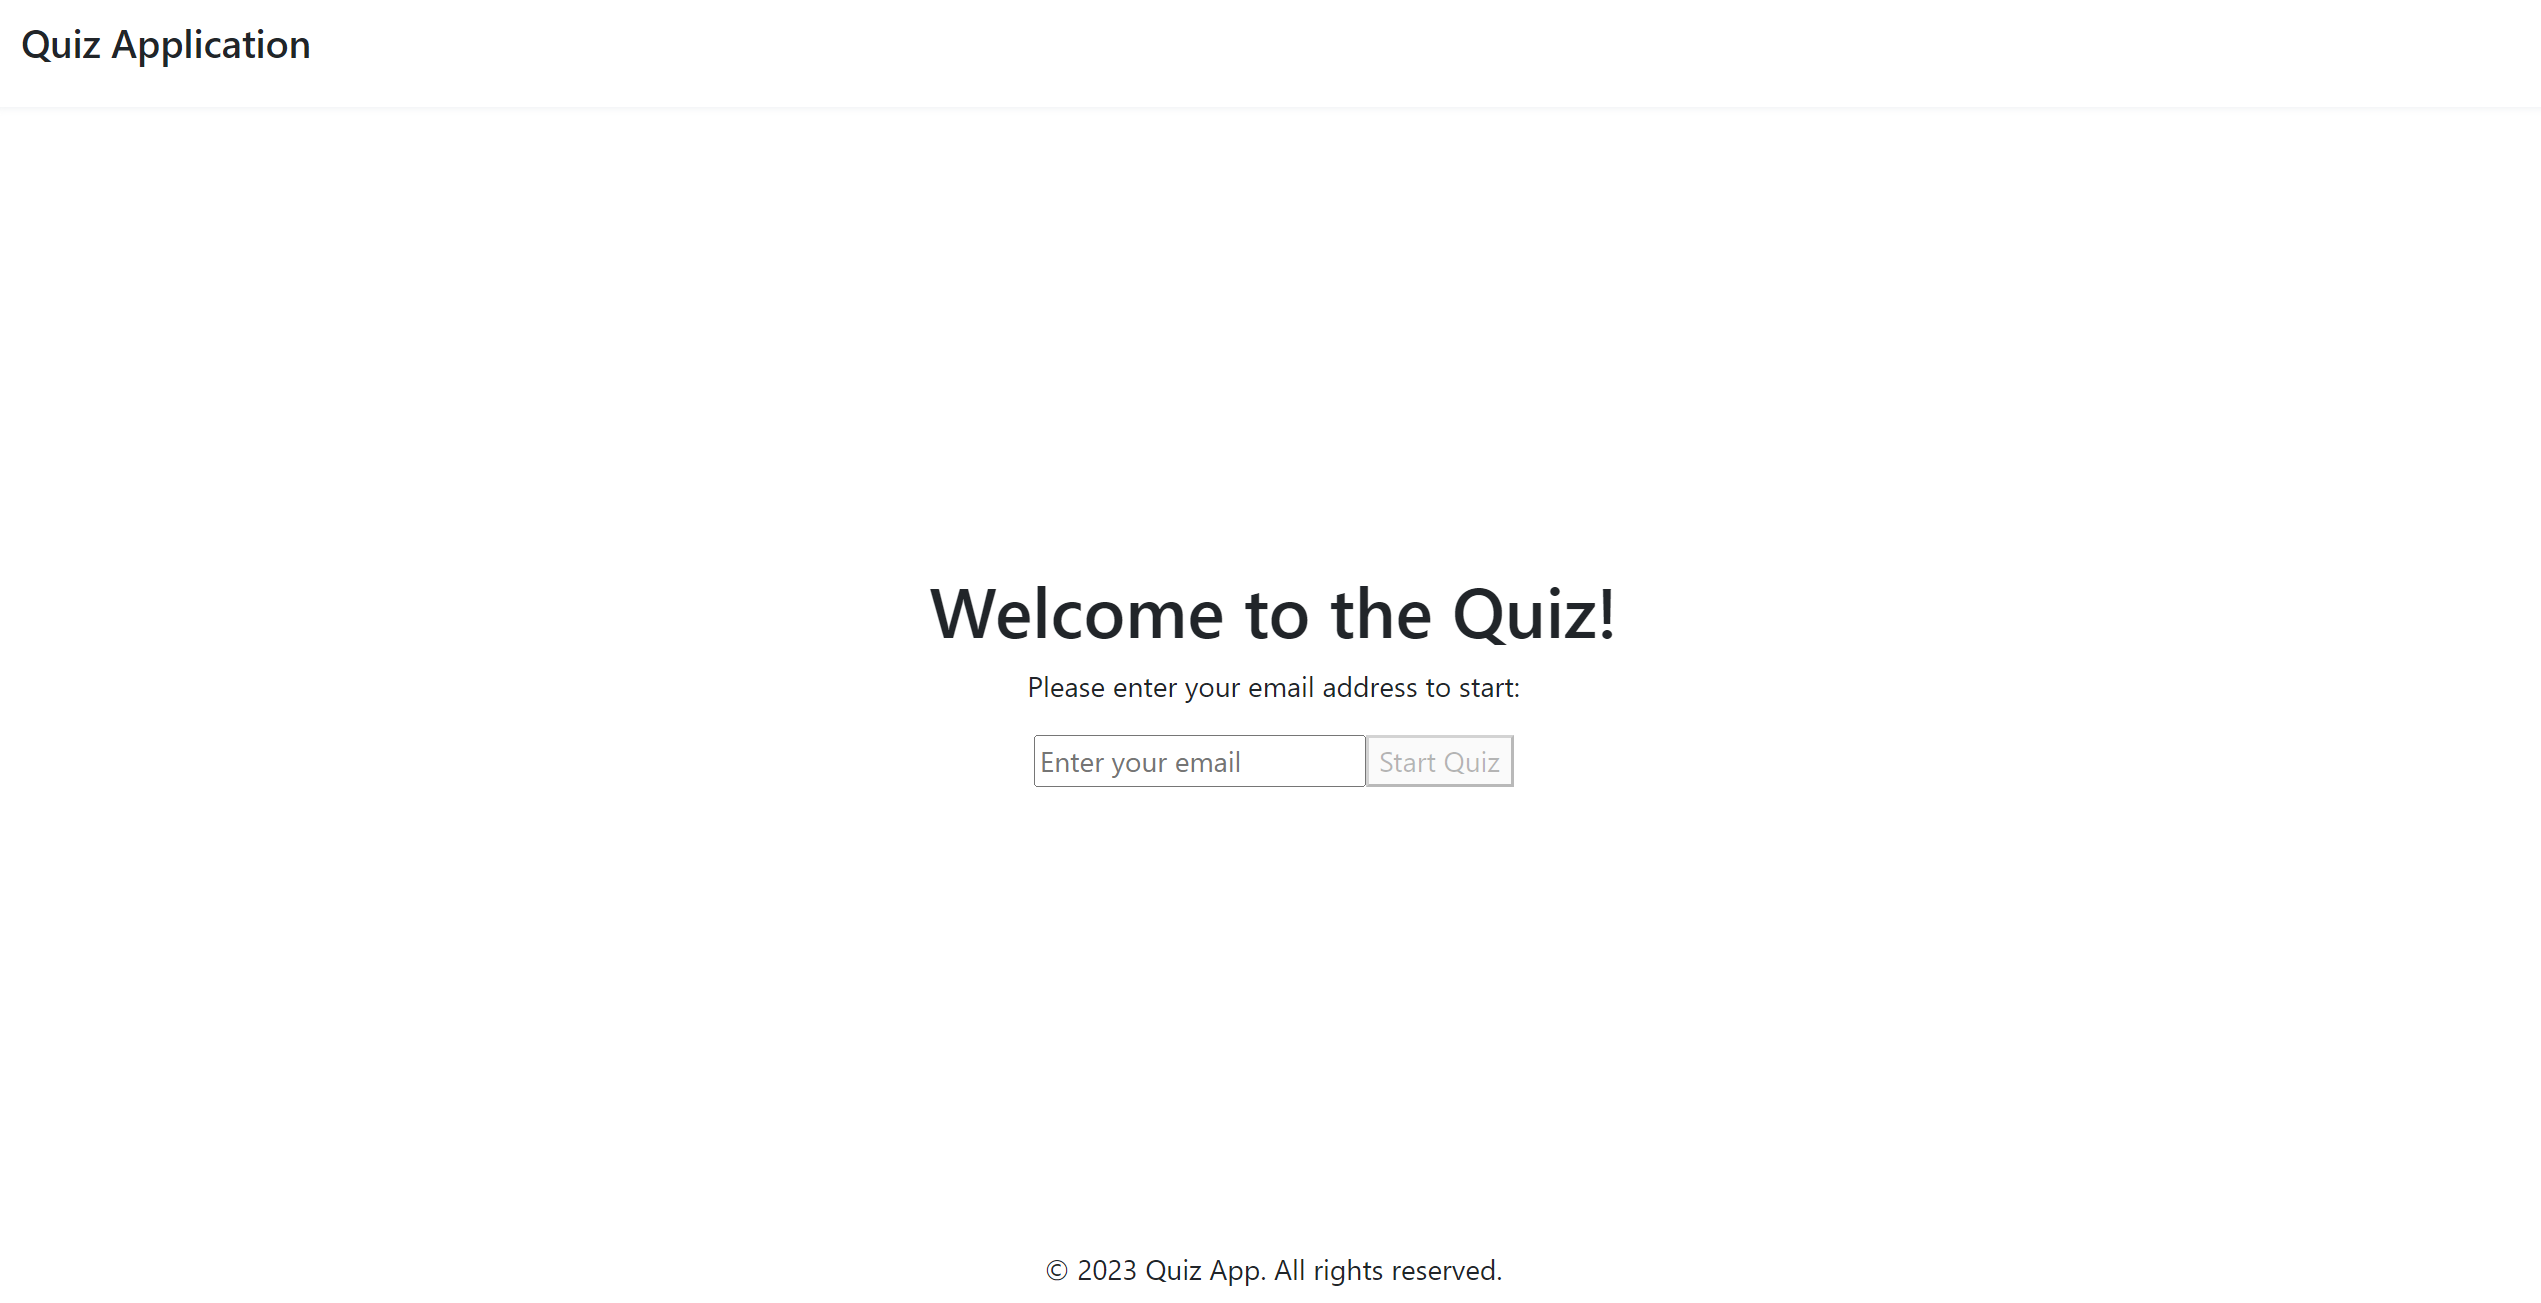 Quiz Application
Welcome to the Quiz!
Please enter your email address to start:
Enter your email Start Quiz
© 2023 Quiz App. All rights reserved.